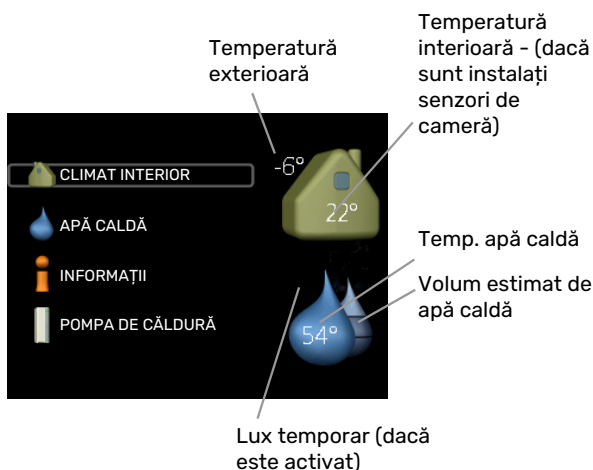 Temperatură
exterioară
Temperatură
interioară - (dacă
sunt instalați
senzori de
cameră)
-6°
CLIMAT INTERIOR
22°
APĂ CALDĂ
Temp. apă caldă
INFORMAȚII
Volum estimat de
apă caldă
POMPA DE CĂLDURĂ
54°
Lux temporar (dacă
este activat)